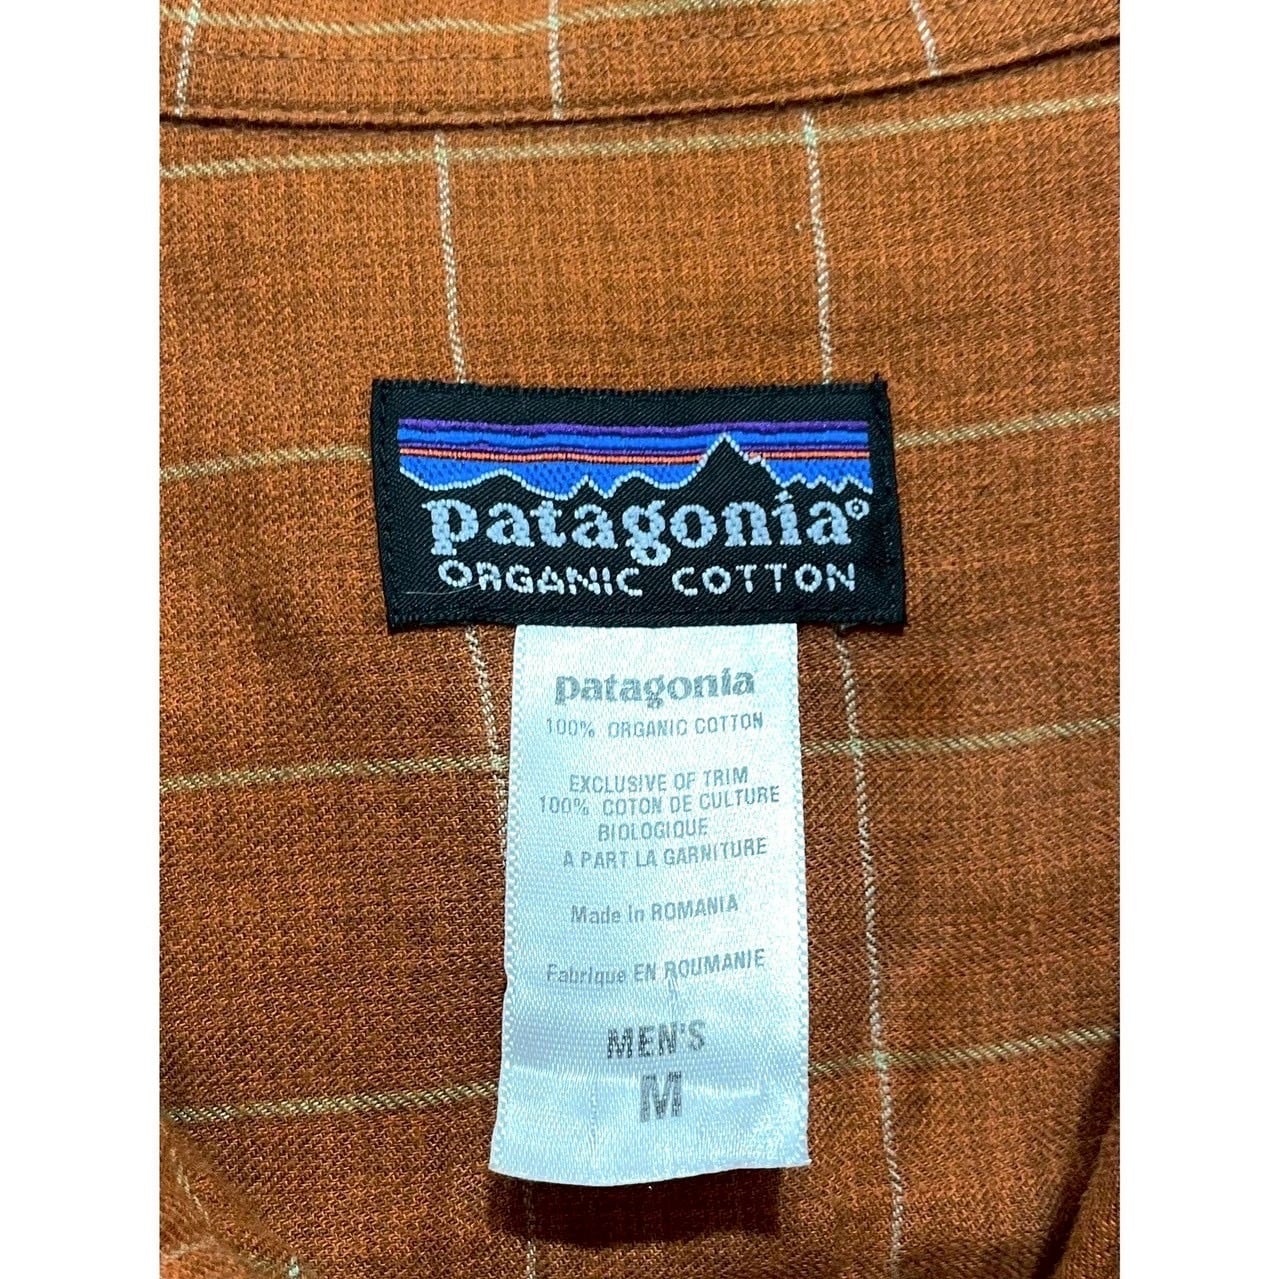 patagonia®
ORGANIC COTTON
patagonia
100% ORGANIC COTTON
EXCLUSIVE OF TRIM
100% COTON DE CULTURE
BIOLOGIQUE
A PART LA GARNITURE
Made in ROMANIA
Fabrique EN ROUMANIE
MEN'S
M